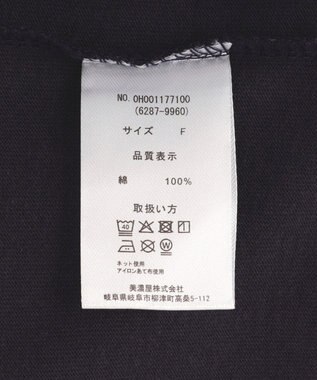 NO. 0H001177100
(6287-9960)
サイズ F
品質表示
綿 100%
取扱い方
40
W
ネット使用
アイロンあて布使用
美濃屋株式会社
岐阜県岐阜市柳津町高桑5-112